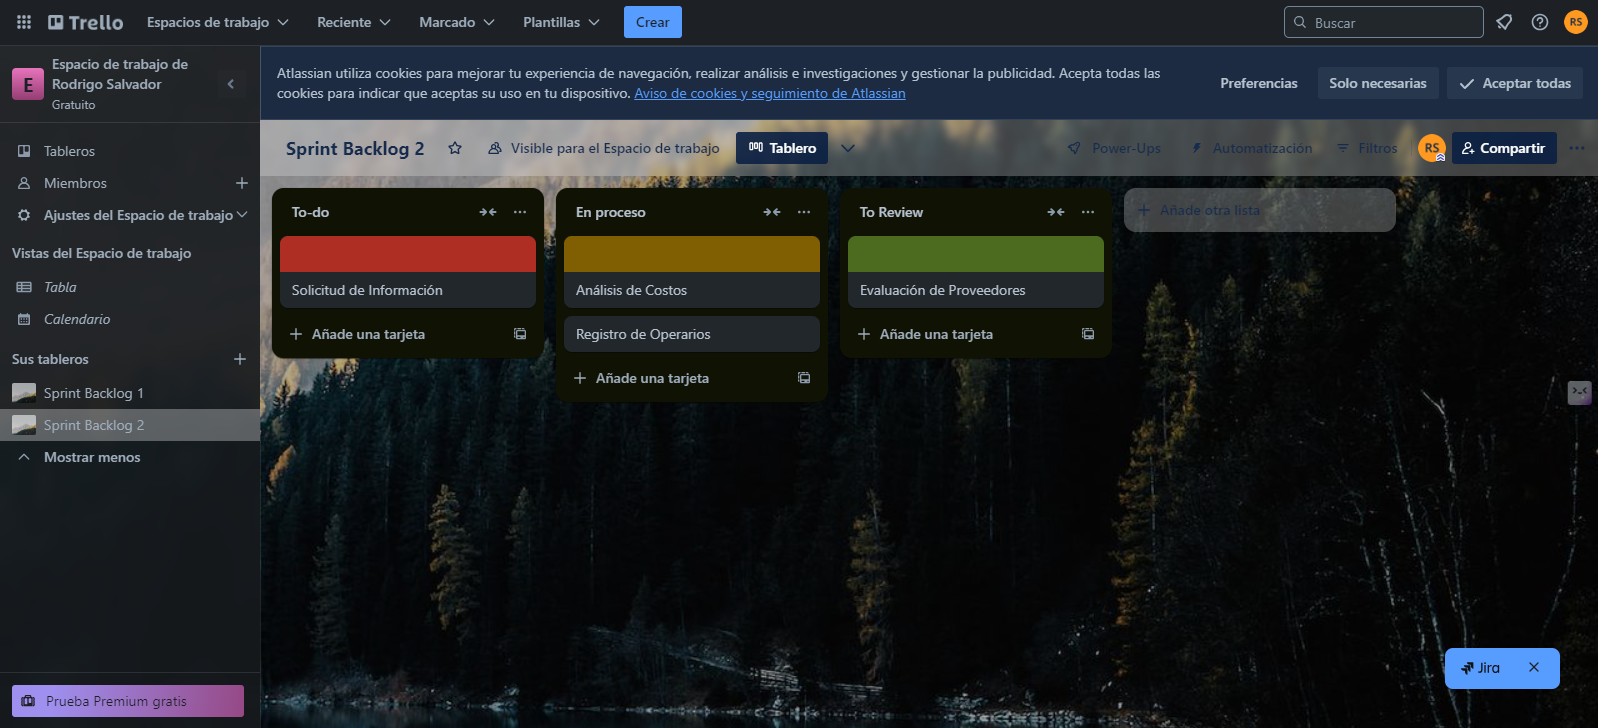 Trello
Espacios de trabajo
Reciente
Marcado
Plantillas
Crear
Buscar
RS
E
Espacio de trabajo de
Rodrigo Salvador
Gratuito
Atlassian utiliza cookies para mejorar tu experiencia de navegación, realizar análisis e investigaciones y gestionar la publicidad. Acepta todas las
cookies para indicar que aceptas su uso en tu dispositivo. Aviso de cookies y seguimiento de Atlassian
Preferencias
Solo necesarias
Aceptar todas
Tableros
Miembros
Ajustes del Espacio de trabajo
Vistas del Espacio de trabajo
Tabla
Calendario
Sus tableros
Sprint Backlog 1
Sprint Backlog 2
Mostrar menos
Prueba Premium gratis
Sprint Backlog 2
Visible para el Espacio de trabajo
Tablero
Power-Ups
Automatización
Filtros
RS
Compartir
To-do
Solicitud de Información
Añade una tarjeta
En proceso
Análisis de Costos
Registro de Operarios
Añade una tarjeta
To Review
Evaluación de Proveedores
Añade una tarjeta
Añade otra lista
Jira